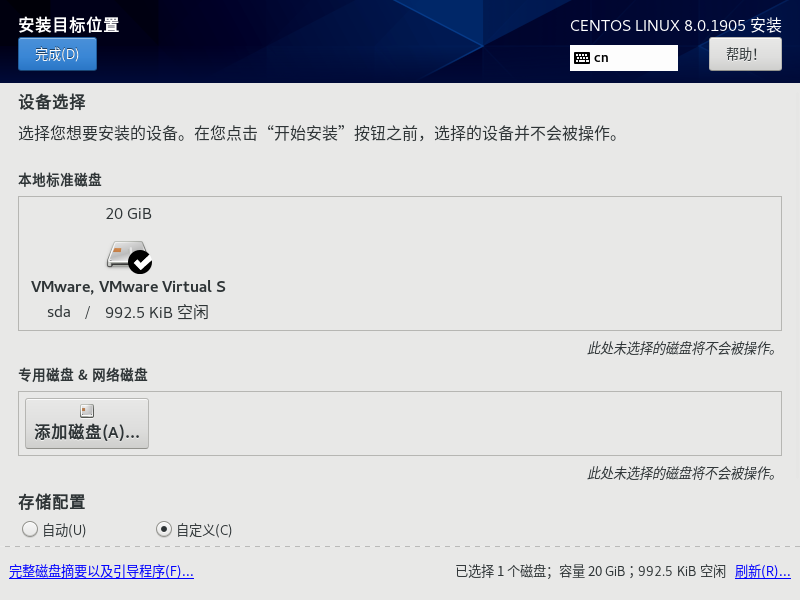 安装目标位置
CENTOS LINUX 8.0.1905 安装
完成(D)
cn
帮助!
设备选择
选择您想要安装的设备。在您点击“开始安装”按钮之前，选择的设备并不会被操作。
本地标准磁盘
20 GiB
VMware, VMware Virtual S
sda / 992.5 KiB 空闲
此处未选择的磁盘将不会被操作。
专用磁盘 & 网络磁盘
添加磁盘(A)...
此处未选择的磁盘将不会被操作。
存储配置
自动(U) 自定义(C)
完整磁盘摘要以及引导程序(F)... 已选择 1 个磁盘；容量 20 GiB；992.5 KiB 空闲 刷新(R)...